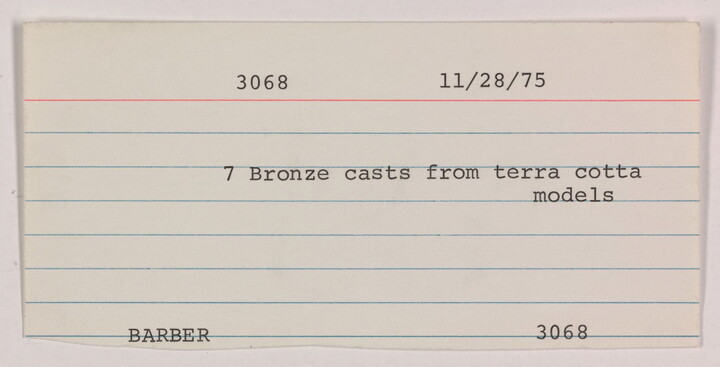 3068 11/28/75
7 Bronze casts from terra cotta
models
BARBER 3068